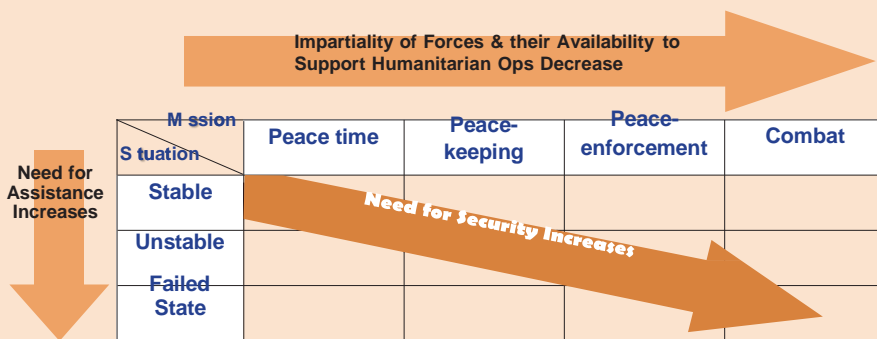 Impartiality of Forces & their Availability to
Support Humanitarian Ops Decrease
M ssion
S tuation
Peace time
Peace-
keeping
Peace-
enforcement
Combat
Need for
Assistance
Increases
Stable
Need for Security Increases
Unstable
Failed
State